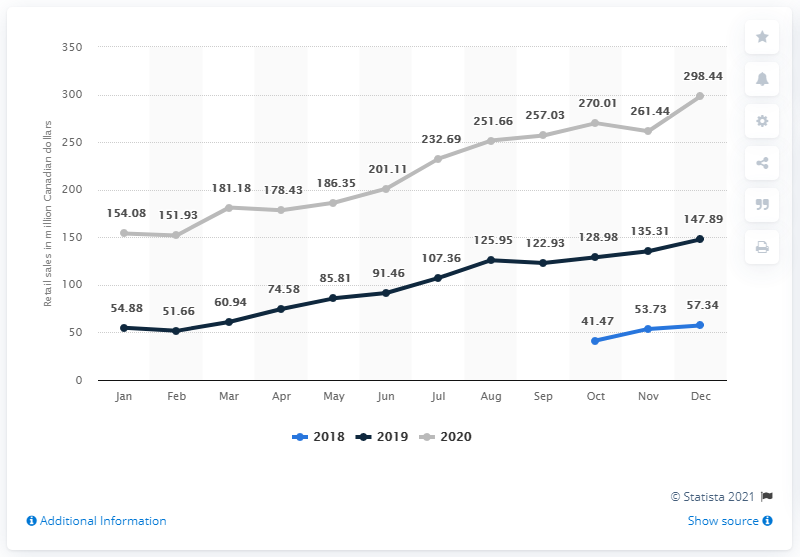 350
300
250
200
150
100
50
0
Retail sales in million Canadian dollars
154.08 151.93 181.18 178.43 186.35 201.11 232.69 251.66 257.03 270.01 261.44 298.44
54.88 51.66 60.94 74.58 85.81 91.46 107.36 125.95 122.93 128.98 135.31 147.89
41.47 53.73 57.34
Jan Feb Mar Apr May Jun Jul Aug Sep Oct Nov Dec
2018 2019 2020
© Statista 2021
Additional Information
Show source